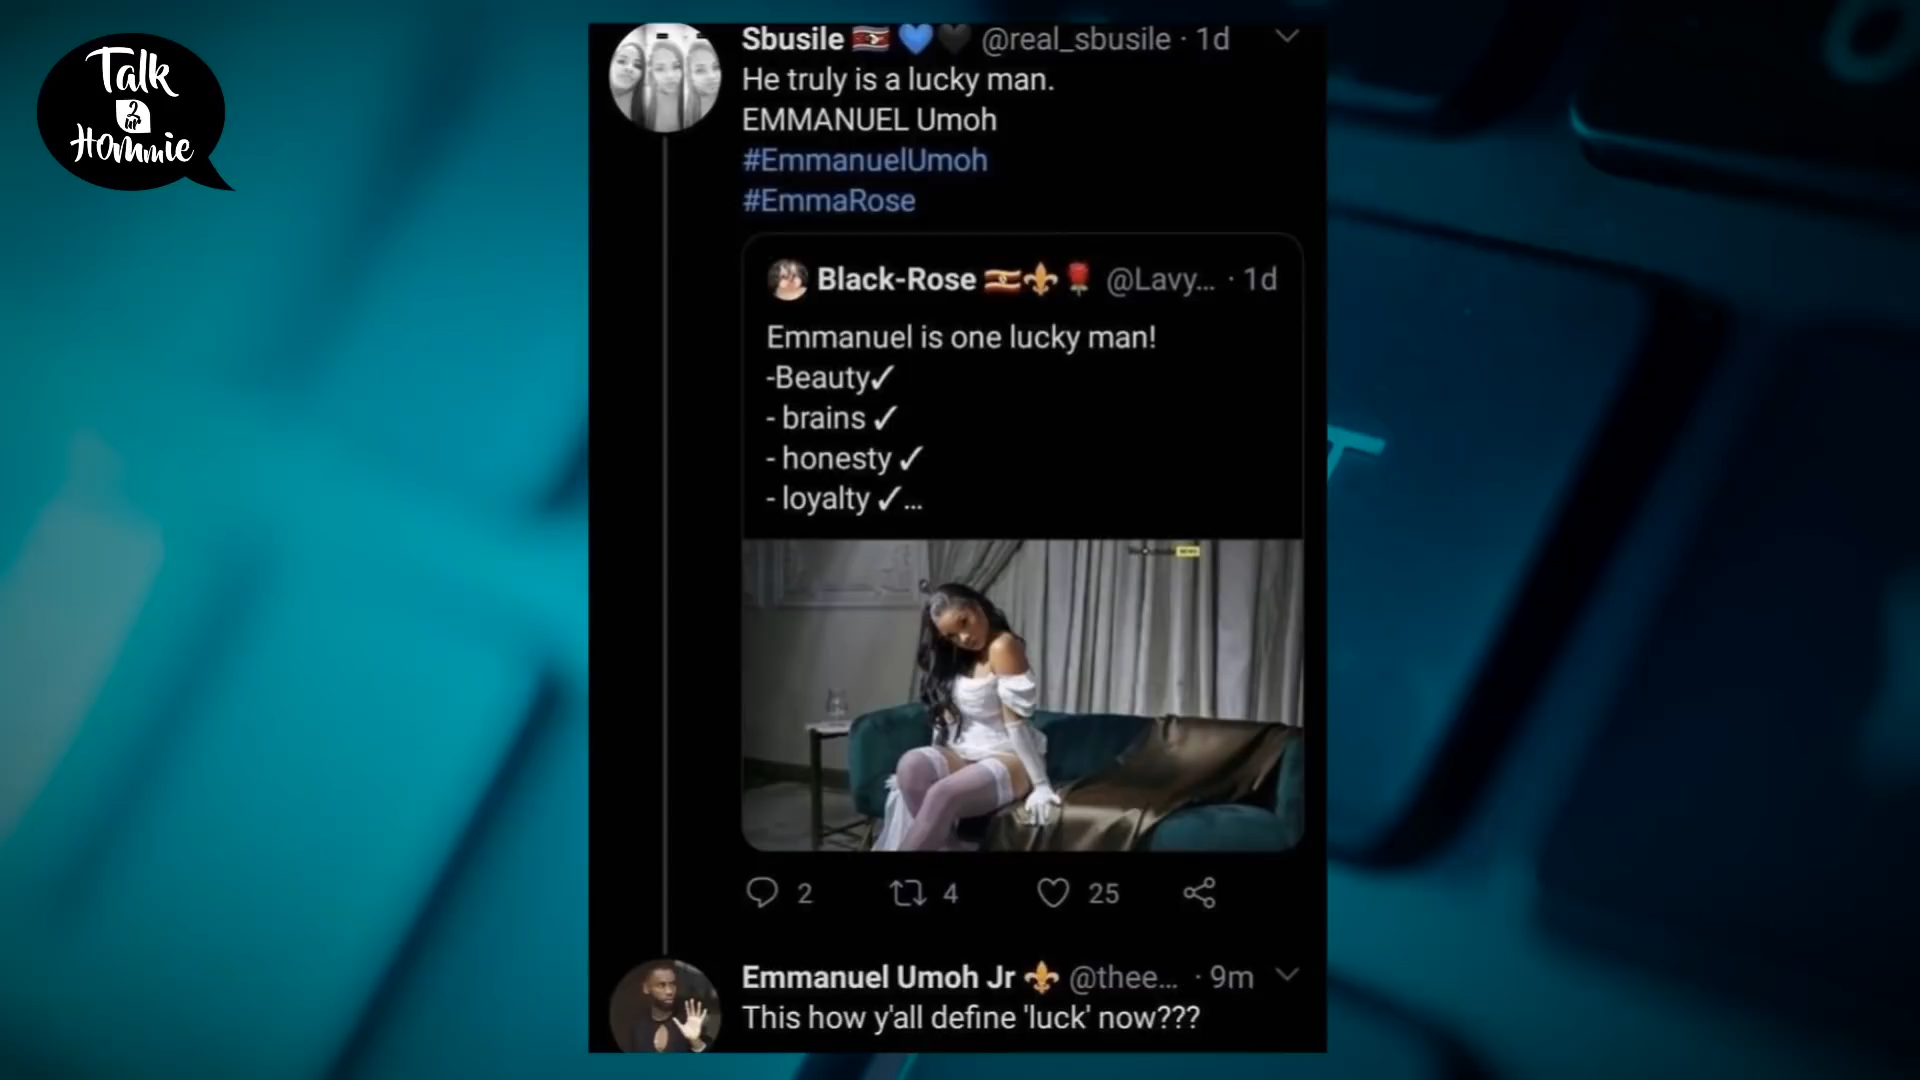 Talk
2
ur
Hommie
Sbusile 🇸🇿 💙 🖤 @real_sbusile · 1d
He truly is a lucky man.
EMMANUEL Umoh
#EmmanuelUmoh
#EmmaRose
Black-Rose ⚜️🌹 @Lavy... · 1d
Emmanuel is one lucky man!
-Beauty✓
- brains ✓
- honesty ✓
- loyalty ✓...
2 4 25
Emmanuel Umoh Jr ⚜️ @thee... · 9m
This how y'all define 'luck' now???